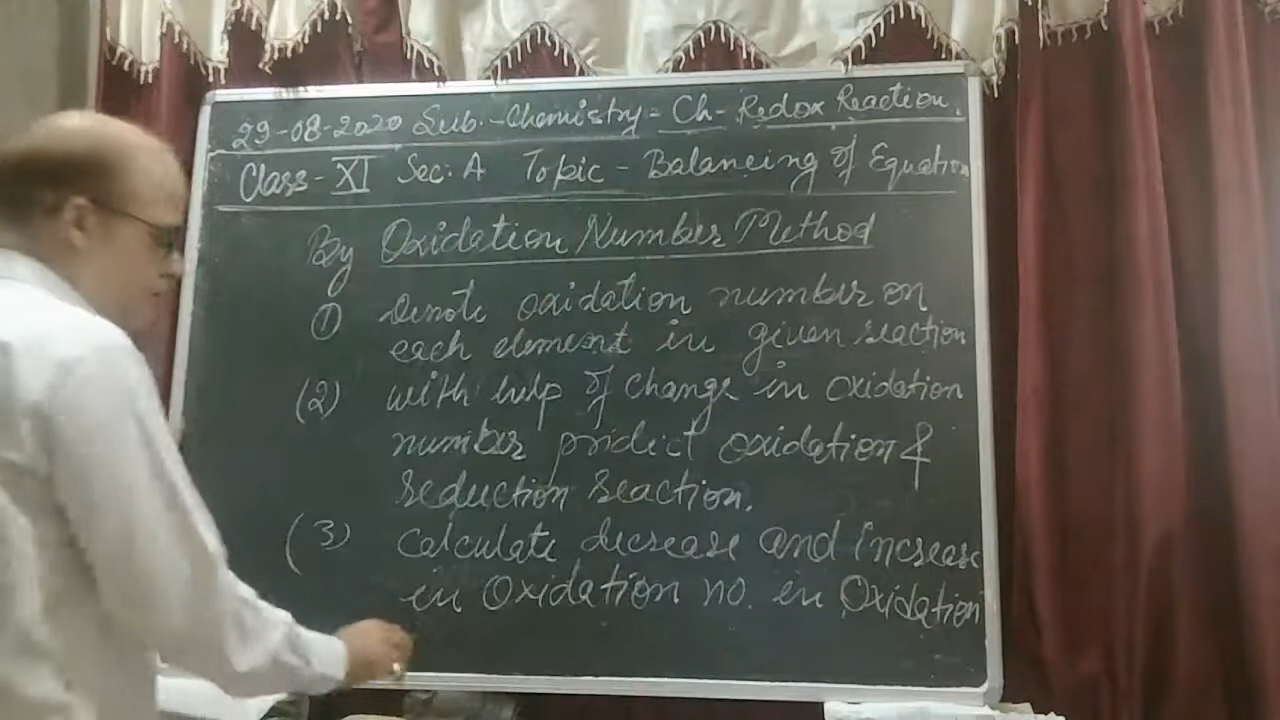 29-08-2020 Sub.-Chemistry- Ch- Redox Reaction.
Class- XI Sec: A Topic - Balancing of Equation
By Oxidation Number Method
① Denote oxidation number on
each element in given reaction
(2) with help of change in oxidation
number pridict oxidation &
reduction reaction.
(3) Calculate decrease and increase
in Oxidation no. in Oxidation